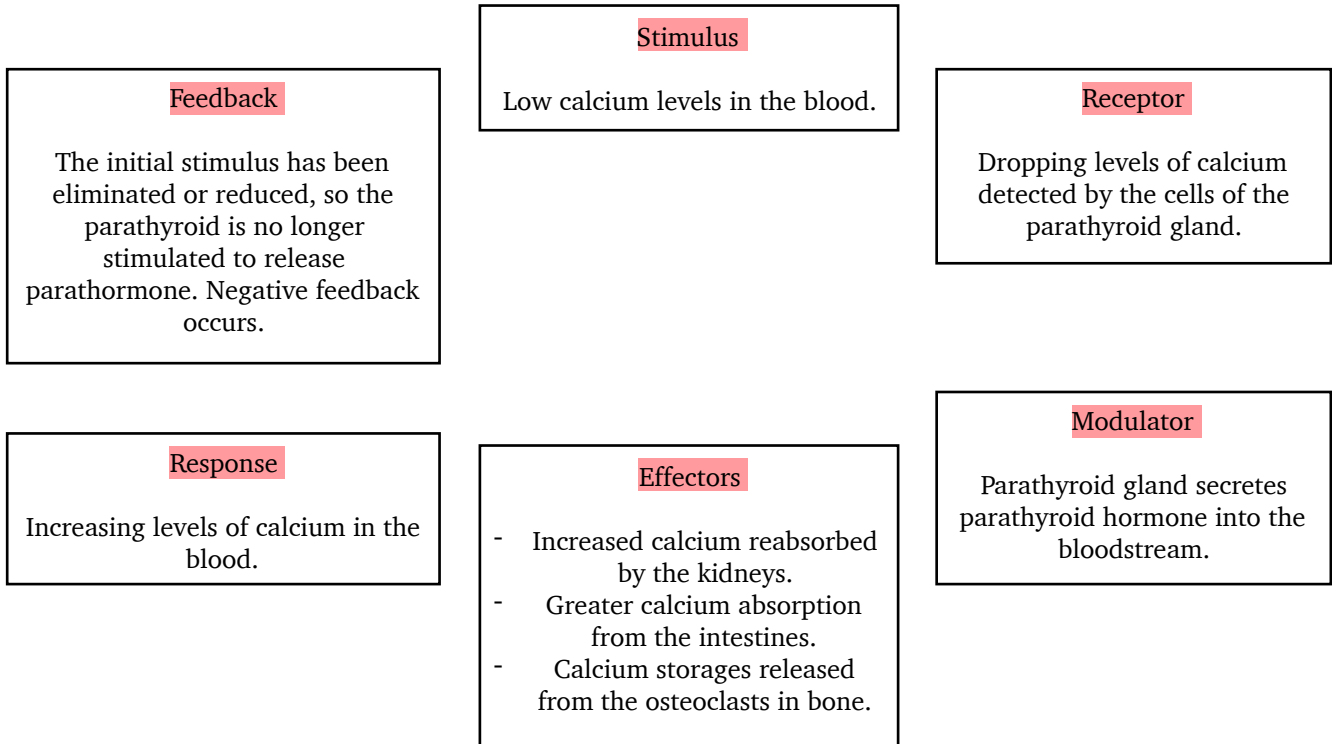 Stimulus
Low calcium levels in the blood.
Receptor
Dropping levels of calcium
detected by the cells of the
parathyroid gland.
Modulator
Parathyroid gland secretes
parathyroid hormone into the
bloodstream.
Effectors
- Increased calcium reabsorbed
by the kidneys.
- Greater calcium absorption
from the intestines.
- Calcium storages released
from the osteoclasts in bone.
Response
Increasing levels of calcium in the
blood.
Feedback
The initial stimulus has been
eliminated or reduced, so the
parathyroid is no longer
stimulated to release
parathormone. Negative feedback
occurs.